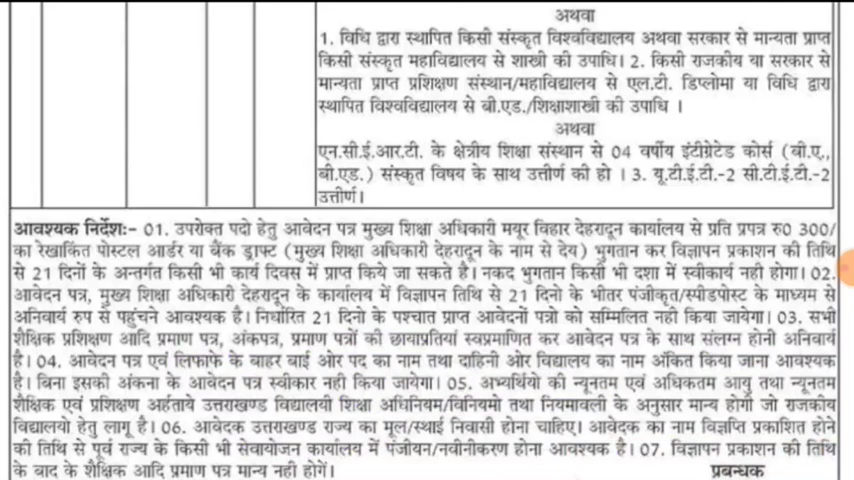 अथवा
1. विधि द्वारा स्थापित किसी संस्कृत विश्वविद्यालय अथवा सरकार से मान्यता प्राप्त
किसी संस्कृत महाविद्यालय से शास्त्री की उपाधि। 2. किसी राजकीय या सरकार से
मान्यता प्राप्त प्रशिक्षण संस्थान/महाविद्यालय से एल.टी. डिप्लोमा या विधि द्वारा
स्थापित विश्वविद्यालय से बी.एड./शिक्षाशास्त्री की उपाधि ।
अथवा
एन.सी.ई.आर.टी. के क्षेत्रीय शिक्षा संस्थान से 04 वर्षीय इंटीग्रेटेड कोर्स (बी.ए.,
बी.एड.) संस्कृत विषय के साथ उत्तीर्ण की हो । 3. यू.टी.ई.टी.-2 सी.टी.ई.टी.-2
उत्तीर्ण।
आवश्यक निर्देशः- 01. उपरोक्त पदो हेतु आवेदन पत्र मुख्य शिक्षा अधिकारी मयूर विहार देहरादून कार्यालय से प्रति प्रपत्र रु0 300/
का रेखाकिंत पोस्टल आर्डर या बैंक ड्राफ्ट (मुख्य शिक्षा अधिकारी देहरादून के नाम से देय) भुगतान कर विज्ञापन प्रकाशन की तिथि
से 21 दिनों के अन्तर्गत किसी भी कार्य दिवस में प्राप्त किये जा सकते है। नकद भुगतान किसी भी दशा में स्वीकार्य नही होगा। 02.
आवेदन पत्र, मुख्य शिक्षा अधिकारी देहरादून के कार्यालय में विज्ञापन तिथि से 21 दिनो के भीतर पंजीकृत/स्पीडपोस्ट के माध्यम से
अनिवार्य रुप से पहुंचने आवश्यक है। निर्धारित 21 दिनो के पश्चात प्राप्त आवेदनों पत्रो को सम्मिलित नही किया जायेगा। 03. सभी
शैक्षिक प्रशिक्षण आदि प्रमाण पत्र, अंकपत्र, प्रमाण पत्रों की छायाप्रतियां स्वप्रमाणित कर आवेदन पत्र के साथ संलग्न होनी अनिवार्य
है। 04. आवेदन पत्र एवं लिफाफे के बाहर बाई ओर पद का नाम तथा दाहिनी ओर विद्यालय का नाम अंकित किया जाना आवश्यक
है। बिना इसकी अंकना के आवेदन पत्र स्वीकार नही किया जायेगा। 05. अभ्यर्थियो की न्यूनतम एवं अधिकतम आयु तथा न्यूनतम
शैक्षिक एवं प्रशिक्षण अर्हताये उत्तराखण्ड विद्यालयी शिक्षा अधिनियम/विनियमो तथा नियमावली के अनुसार मान्य होगी जो राजकीय
विद्यालयो हेतु लागू है। 06. आवेदक उत्तराखण्ड राज्य का मूल/स्थाई निवासी होना चाहिए। आवेदक का नाम विज्ञप्ति प्रकाशित होने
की तिथि से पूर्व राज्य के किसी भी सेवायोजन कार्यालय में पंजीयन/नवीनीकरण होना आवश्यक है। 07. विज्ञापन प्रकाशन की तिथि
के बाद के शैक्षिक आदि प्रमाण पत्र मान्य नही होगें।
प्रबन्धक